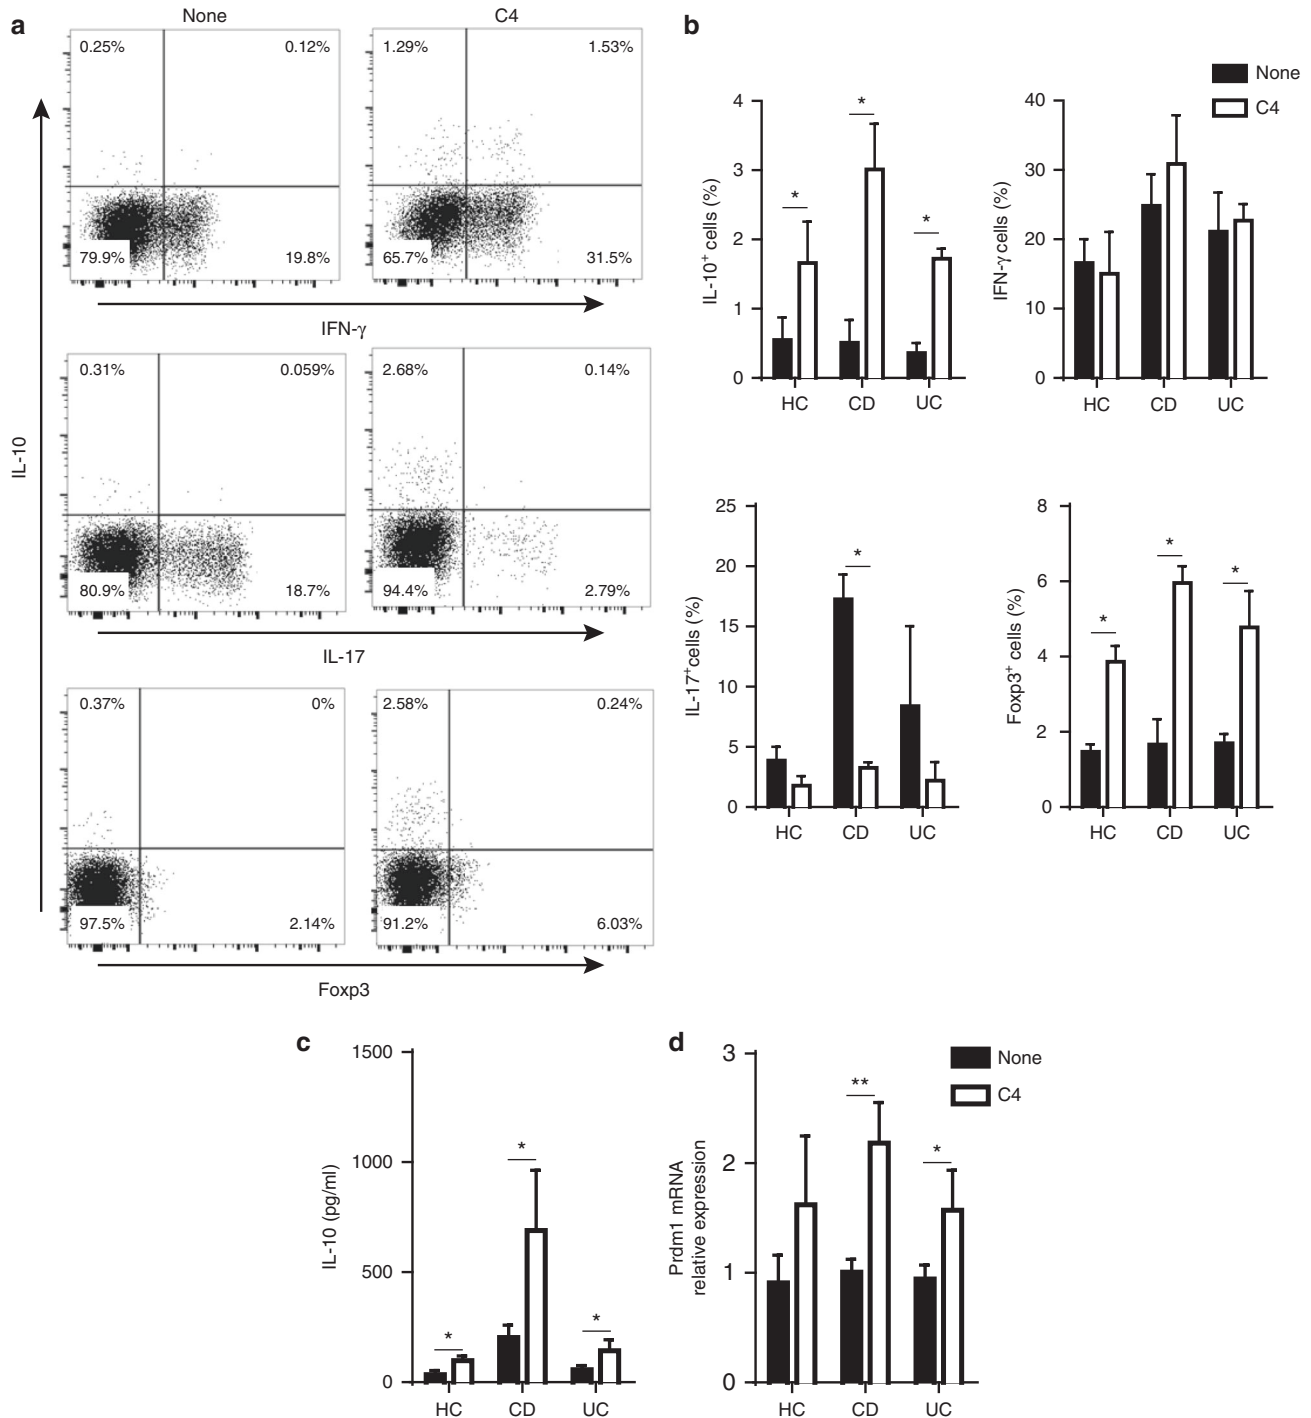 a
None
C4
0.25%
0.12%
79.9%
19.8%
1.29%
1.53%
65.7%
31.5%
IFN-γ
0.31%
0.059%
80.9%
18.7%
2.68%
0.14%
94.4%
2.79%
IL-17
0.37%
0%
97.5%
2.14%
2.58%
0.24%
91.2%
6.03%
Foxp3
IL-10
b
None
C4
IL-10+ cells (%)
4
3
2
1
0
*
*
*
HC
CD
UC
IFN-γ cells (%)
40
30
20
10
0
HC
CD
UC
IL-17+cells (%)
25
20
15
10
5
0
*
HC
CD
UC
Foxp3+ cells (%)
8
6
4
2
0
*
*
*
HC
CD
UC
c
IL-10 (pg/ml)
1500
1000
500
0
*
*
*
HC
CD
UC
d
None
C4
Prdm1 mRNA
relative expression
3
2
1
0
**
*
HC
CD
UC